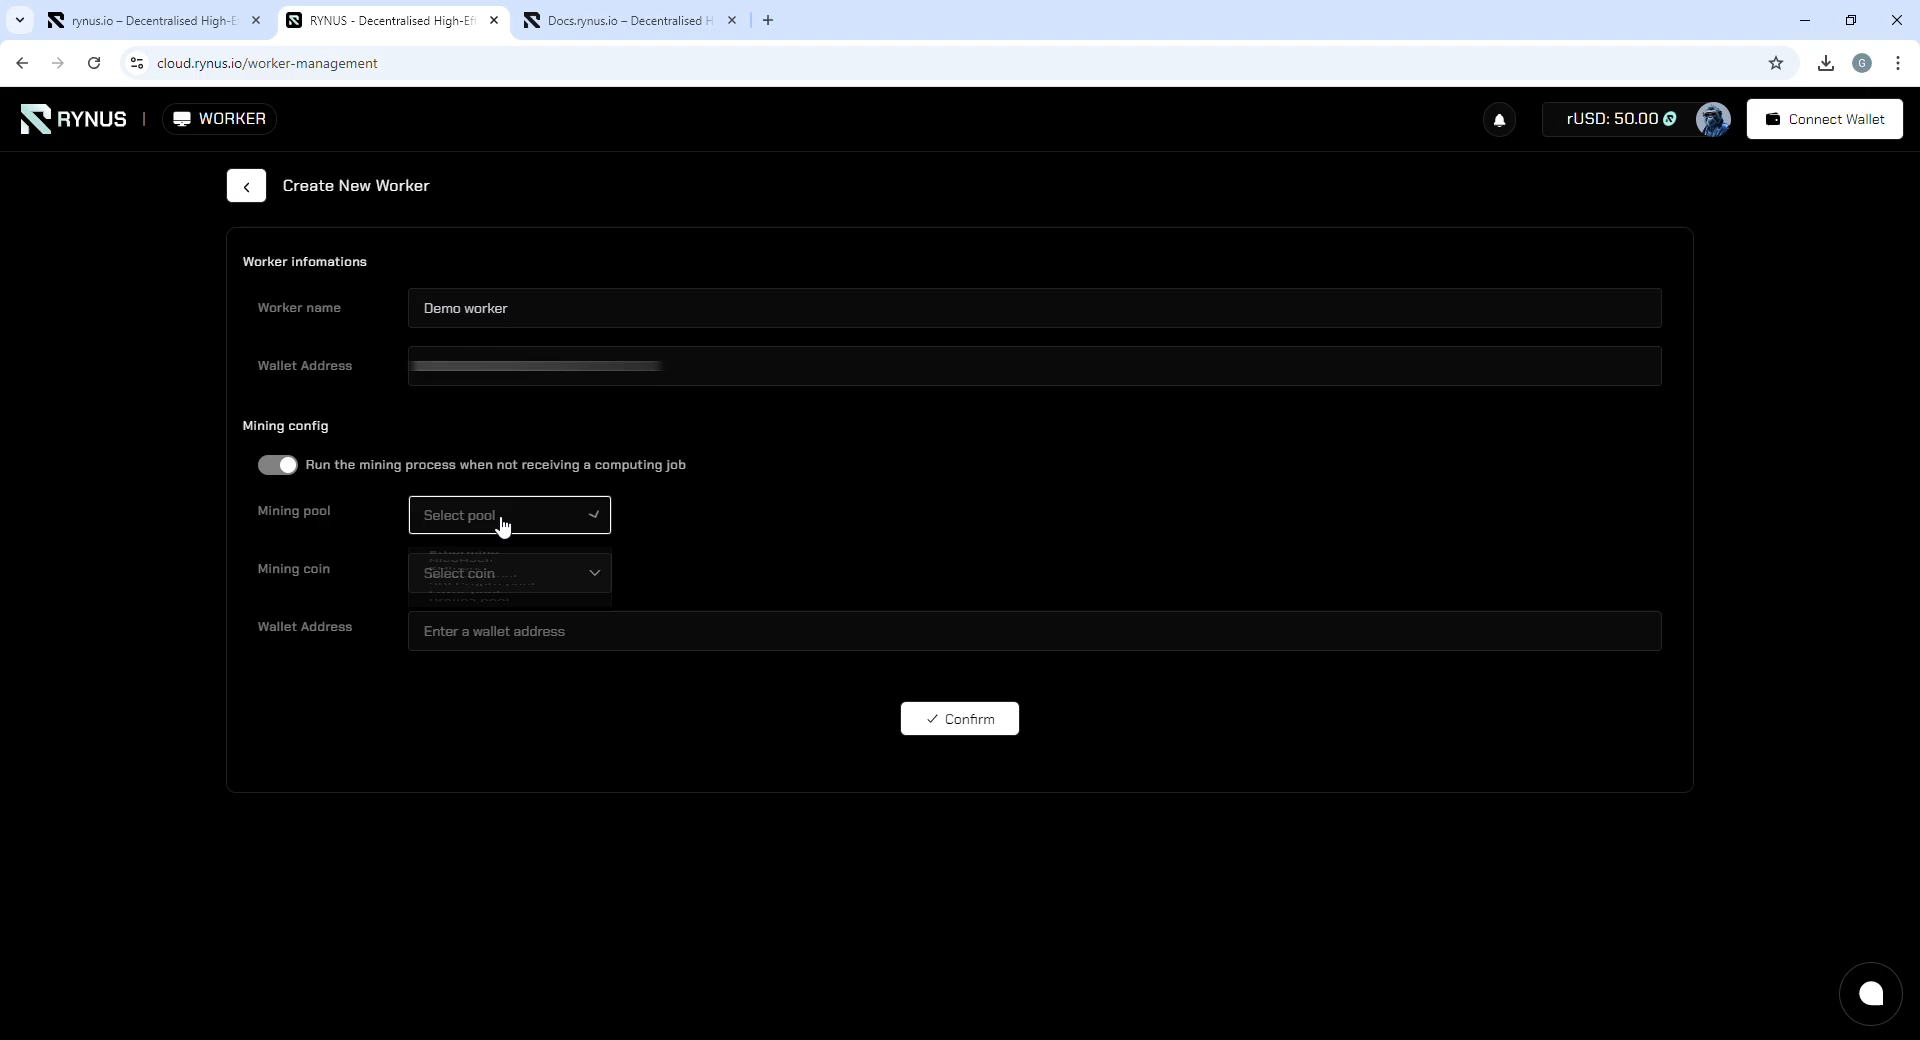 rynus.io – Decentralised High-E
RYNUS - Decentralised High-Effi
Docs.rynus.io – Decentralised H
cloud.rynus.io/worker-management
G
RYNUS | WORKER
rUSD: 50.00
Connect Wallet
Create New Worker
Worker infomations
Worker name
Demo worker
Wallet Address
Mining config
Run the mining process when not receiving a computing job
Mining pool
Select pool
Mining coin
Select coin
Wallet Address
Enter a wallet address
Confirm